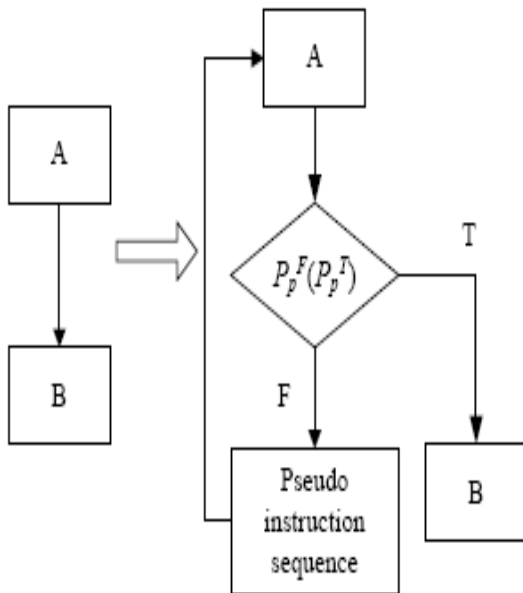 A
B
A
P_p^F(P_p^T)
T
F
Pseudo
instruction
sequence
B